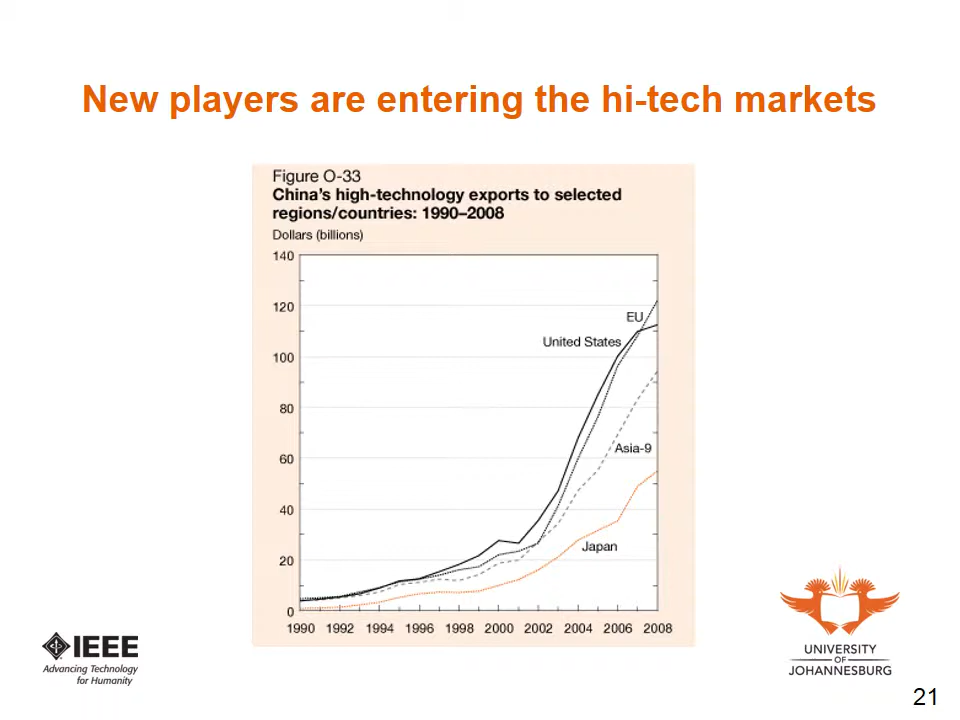 New players are entering the hi-tech markets
Figure O-33
China's high-technology exports to selected
regions/countries: 1990–2008
Dollars (billions)
140
120
100
80
60
40
20
0
EU
United States
Asia-9
Japan
1990 1992 1994 1996 1998 2000 2002 2004 2006 2008
IEEE
Advancing Technology
for Humanity
UNIVERSITY
OF
JOHANNESBURG
21